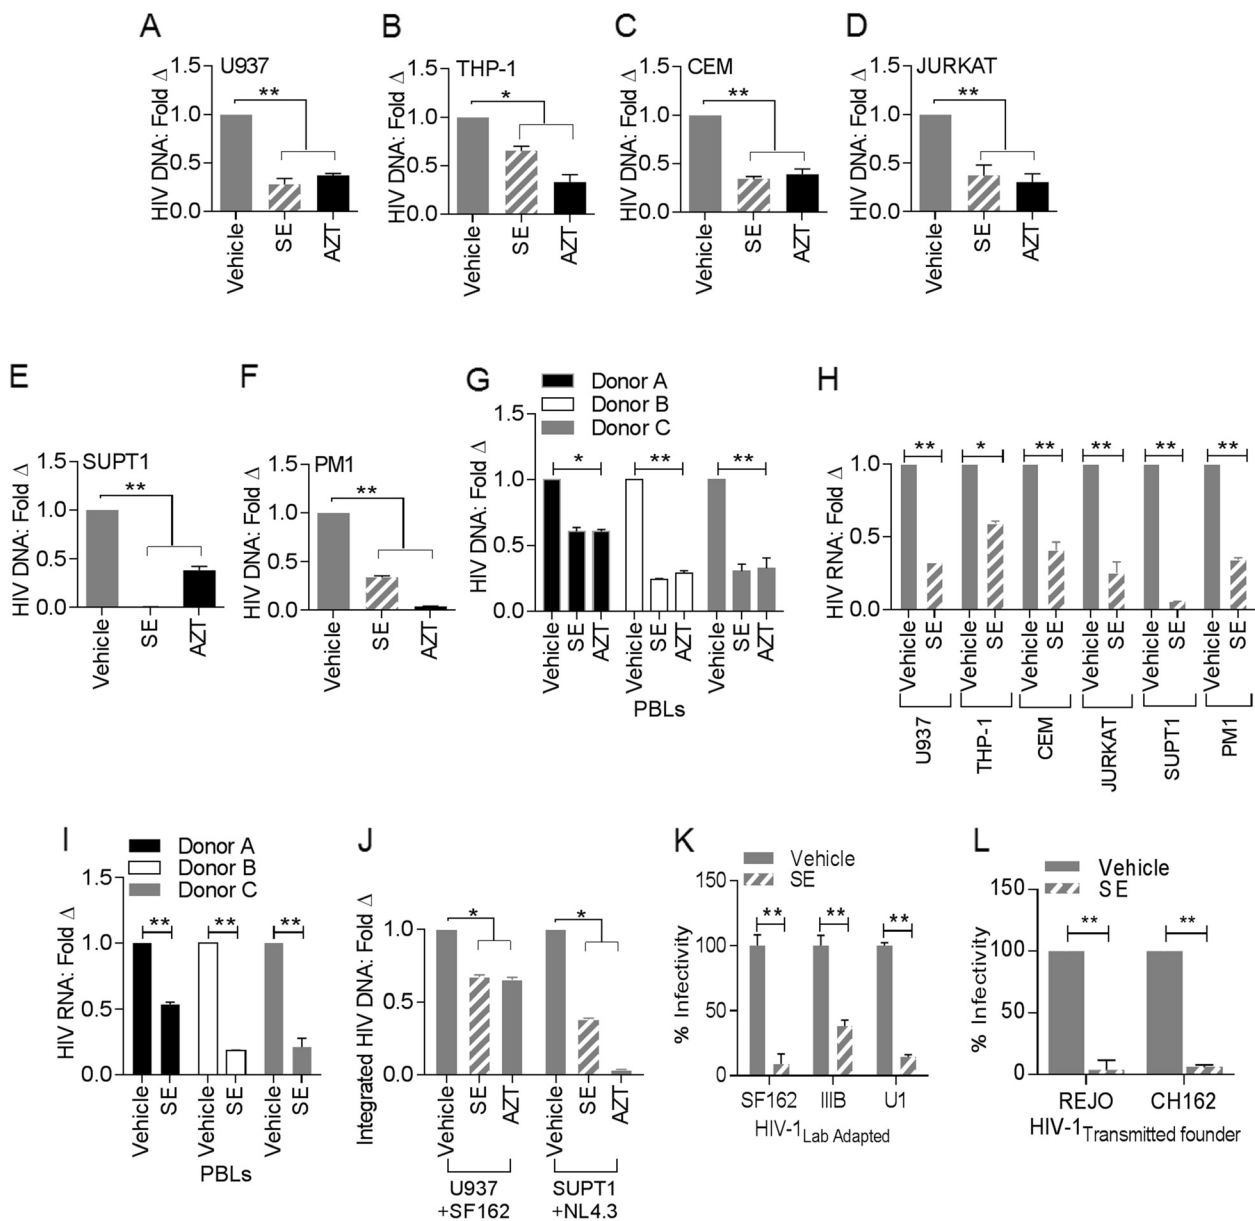 A
U937
HIV DNA: Fold Δ
1.5
1.0
0.5
0.0
**
Vehicle
SE
AZT
B
THP-1
HIV DNA: Fold Δ
1.5
1.0
0.5
0.0
*
Vehicle
SE
AZT
C
CEM
HIV DNA: Fold Δ
1.5
1.0
0.5
0.0
**
Vehicle
SE
AZT
D
JURKAT
HIV DNA: Fold Δ
1.5
1.0
0.5
0.0
**
Vehicle
SE
AZT
E
SUPT1
HIV DNA: Fold Δ
1.5
1.0
0.5
0.0
**
Vehicle
SE
AZT
F
PM1
HIV DNA: Fold Δ
1.5
1.0
0.5
0.0
**
Vehicle
SE
AZT
G
Donor A
Donor B
Donor C
HIV DNA: Fold Δ
1.5
1.0
0.5
0.0
* ** **
Vehicle SE AZT Vehicle SE AZT Vehicle SE AZT
PBLs
H
HIV RNA: Fold Δ
1.0
0.5
0.0
** * ** ** ** **
Vehicle SE Vehicle SE Vehicle SE Vehicle SE Vehicle SE Vehicle SE
U937 THP-1 CEM JURKAT SUPT1 PM1
I
Donor A
Donor B
Donor C
HIV RNA: Fold Δ
1.5
1.0
0.5
0.0
** ** **
Vehicle SE Vehicle SE Vehicle SE
PBLs
J
Integrated HIV DNA: Fold Δ
1.0
0.5
0.0
* *
Vehicle SE AZT Vehicle SE AZT
U937 SUPT1
+SF162 +NL4.3
K
Vehicle
SE
% Infectivity
150
100
50
0
** ** **
SF162 IIIB U1
HIV-1Lab Adapted
L
Vehicle
SE
% Infectivity
150
100
50
0
** **
REJO CH162
HIV-1Transmitted founder